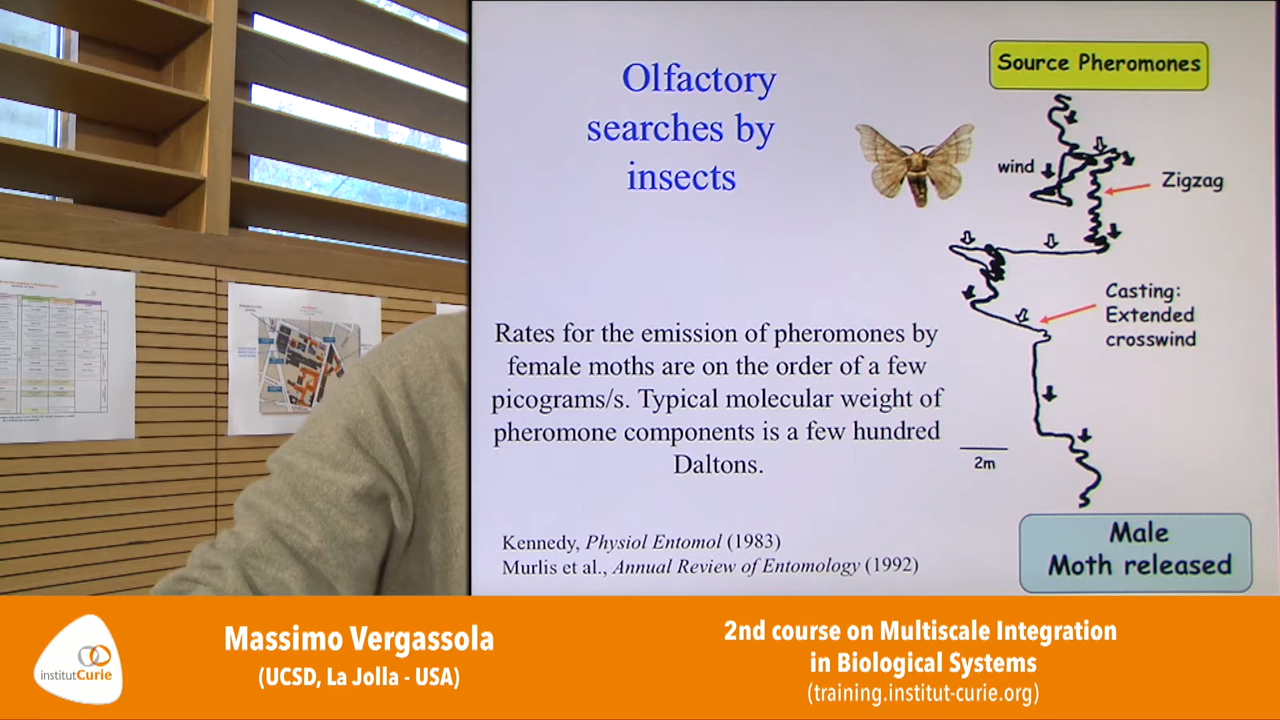 Olfactory
searches by
insects
Source Pheromones
wind
Zigzag
Casting:
Extended
crosswind
Rates for the emission of pheromones by
female moths are on the order of a few
picograms/s. Typical molecular weight of
pheromone components is a few hundred
Daltons.
2m
Kennedy, Physiol Entomol (1983)
Murlis et al., Annual Review of Entomology (1992)
Male
Moth released
institutCurie
Massimo Vergassola
(UCSD, La Jolla - USA)
2nd course on Multiscale Integration
in Biological Systems
(training.institut-curie.org)